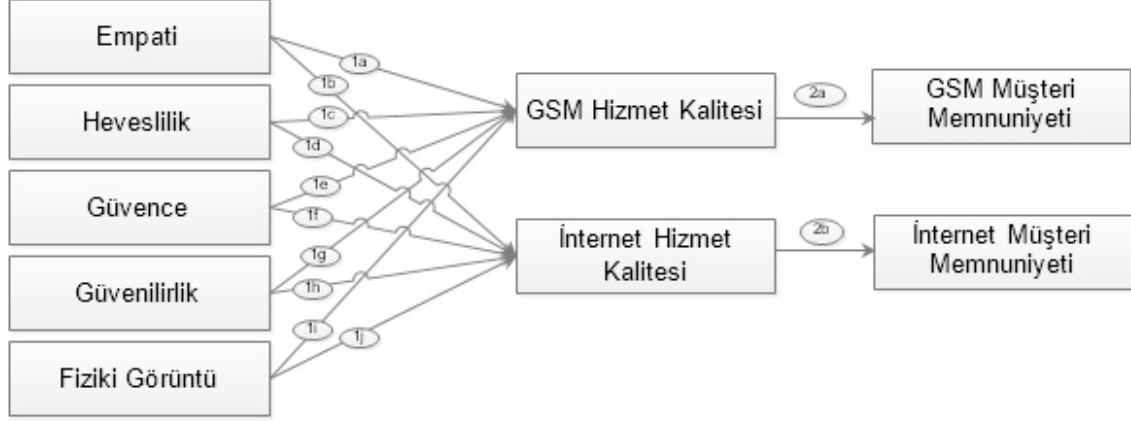 Empati
Heveslilik
Güvence
Güvenilirlik
Fiziki Görüntü
1a
1b
1c
1d
1e
1f
1g
1h
1i
1j
GSM Hizmet Kalitesi
İnternet Hizmet
Kalitesi
2a
2b
GSM Müşteri
Memnuniyeti
İnternet Müşteri
Memnuniyeti